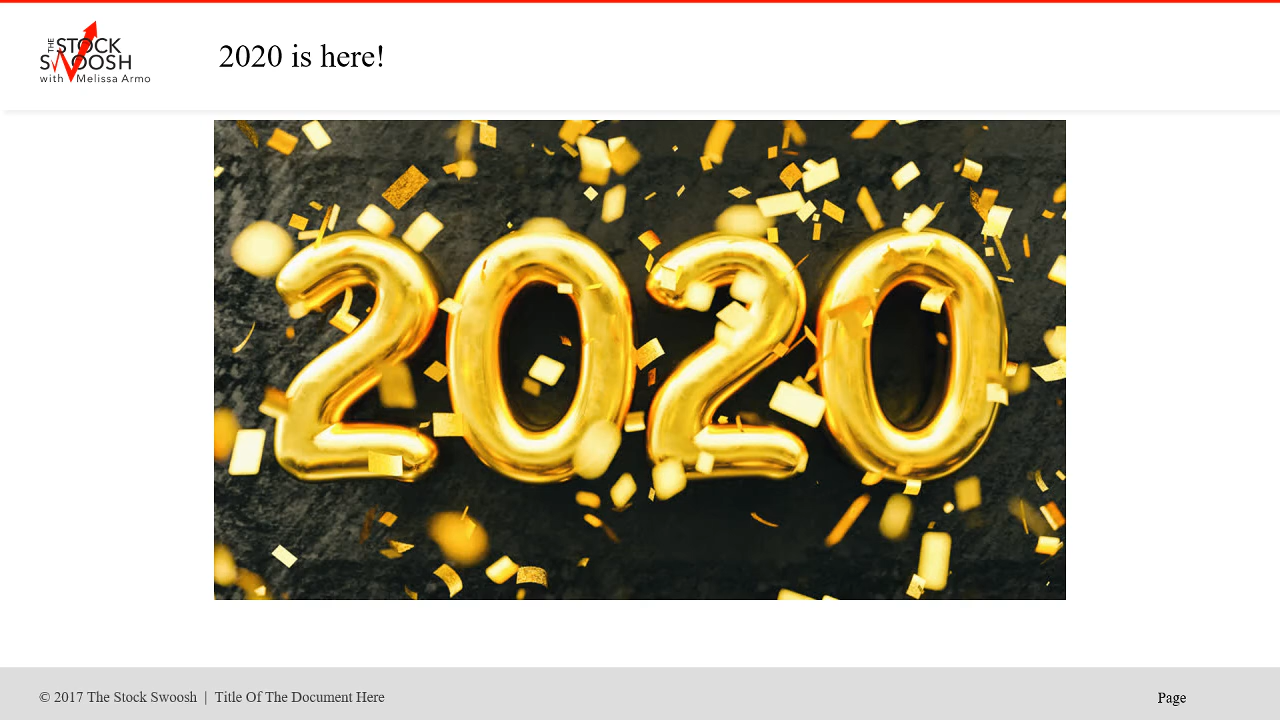 THE STOCK
SWOOSH
with Melissa Armo
2020 is here!
2020
© 2017 The Stock Swoosh | Title Of The Document Here
Page